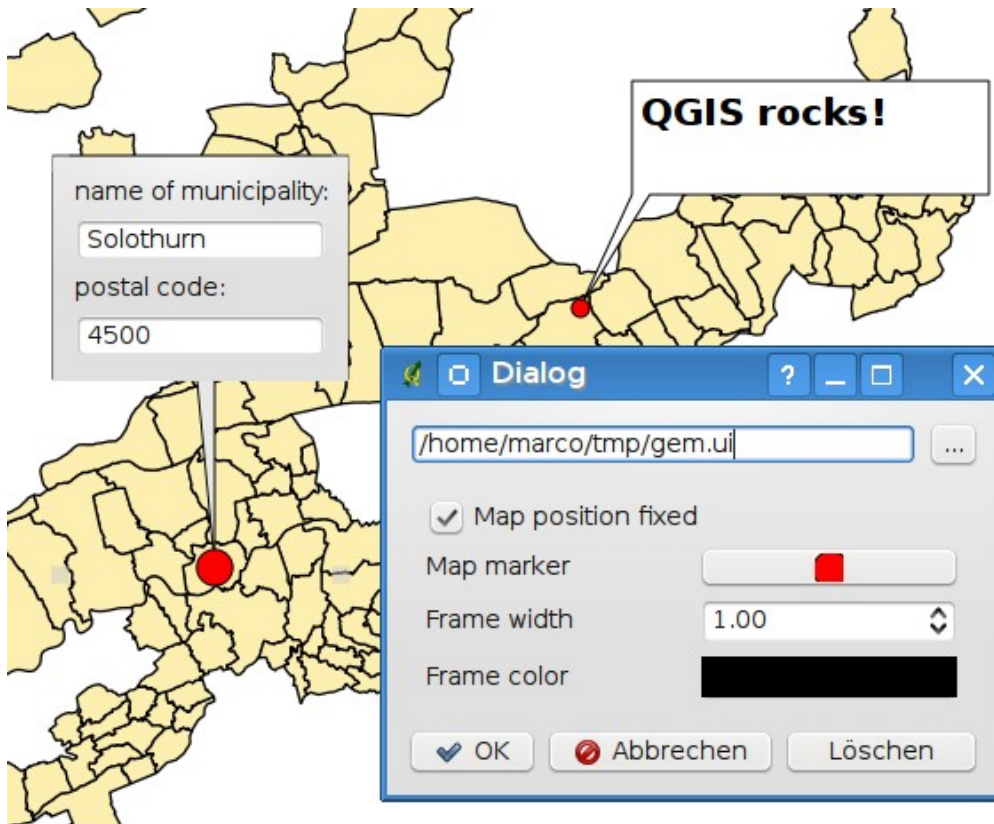 QGIS rocks!
name of municipality:
Solothurn
postal code:
4500
Dialog
?
/home/marco/tmp/gem.ui
...
Map position fixed
Map marker
Frame width
1.00
Frame color
OK
Abbrechen
Löschen